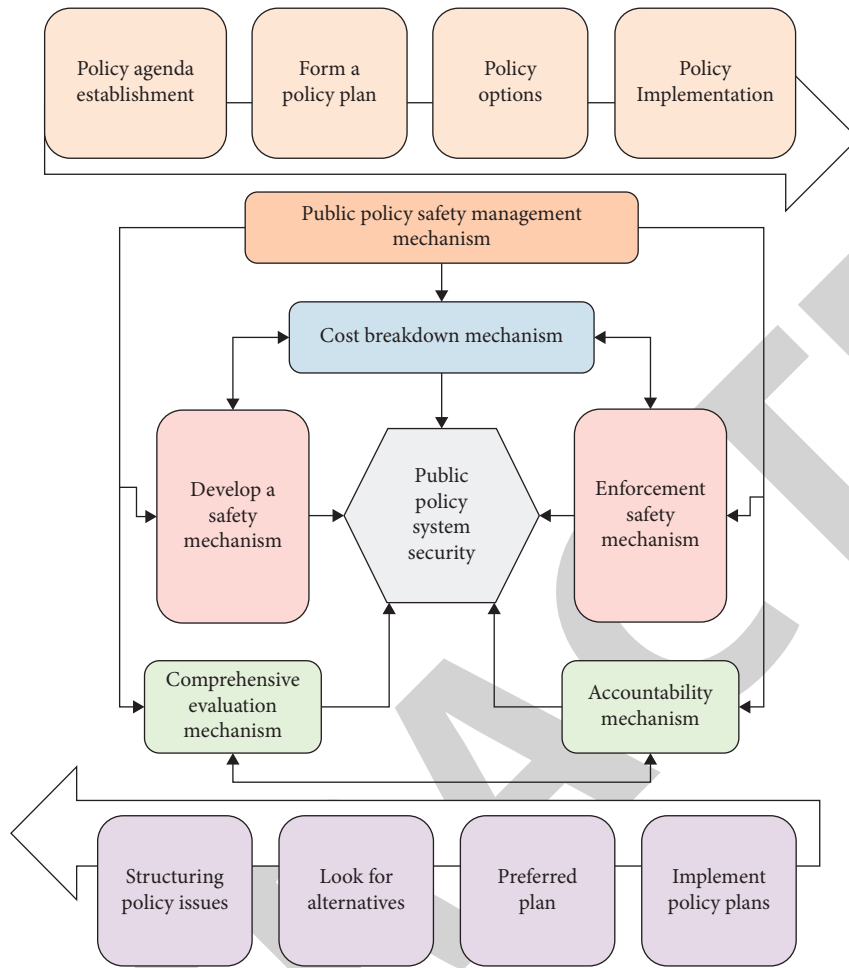 Policy agenda
establishment
Form a
policy plan
Policy
options
Policy
Implementation
Public policy safety management
mechanism
Cost breakdown mechanism
Develop a
safety
mechanism
Public
policy
system
security
Enforcement
safety
mechanism
Comprehensive
evaluation
mechanism
Accountability
mechanism
Structuring
policy issues
Look for
alternatives
Preferred
plan
Implement
policy plans